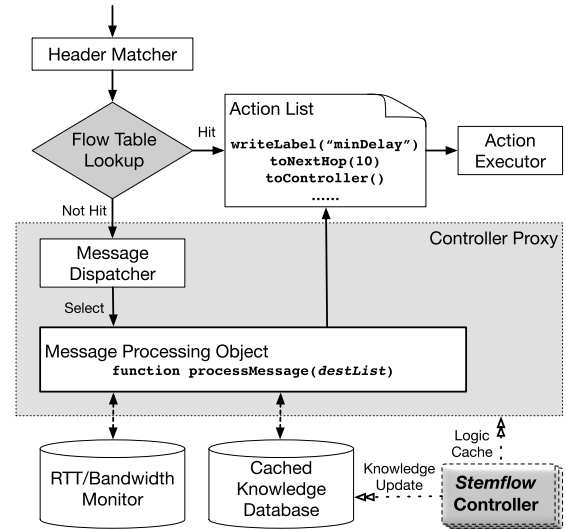 Header Matcher
Flow Table
Lookup
Hit
Action List
writeLabel(“minDelay”)
toNextHop(10)
toController()
......
Action
Executor
Not Hit
Controller Proxy
Message
Dispatcher
Select
Message Processing Object
function processMessage(destList)
RTT/Bandwidth
Monitor
Cached
Knowledge
Database
Knowledge
Update
Logic
Cache
Stemflow
Controller